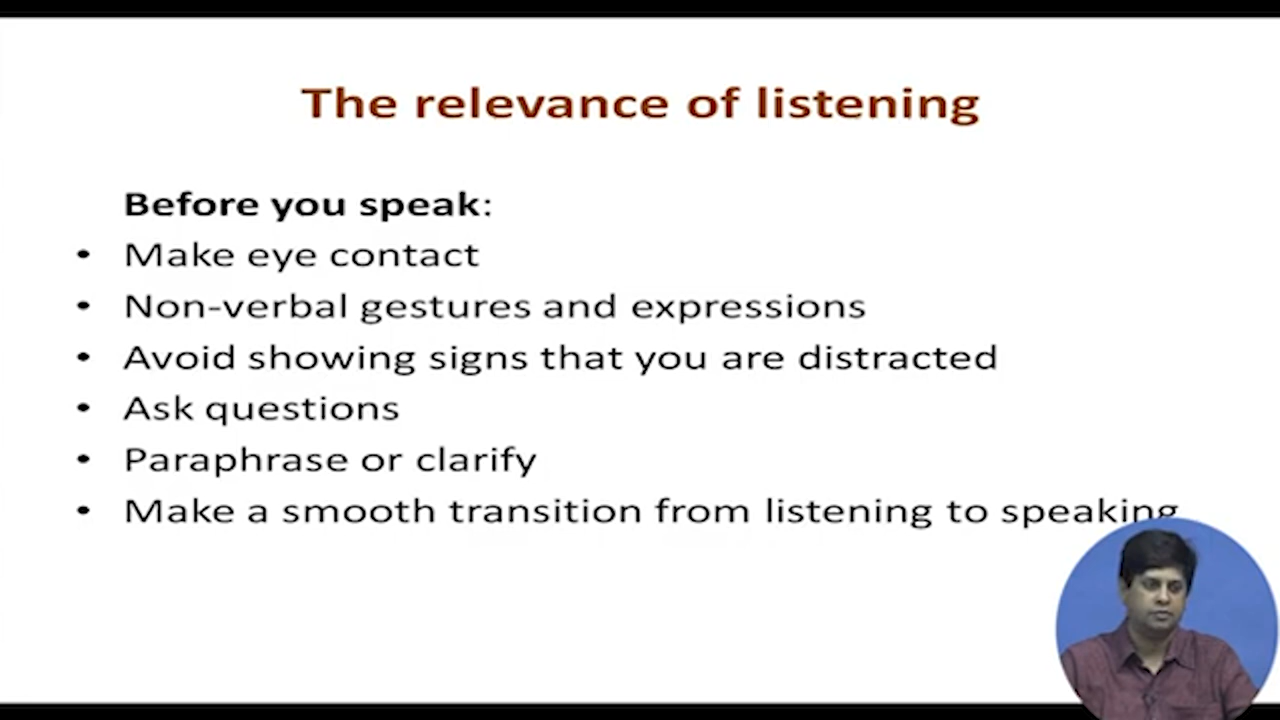 The relevance of listening
Before you speak:
• Make eye contact
• Non-verbal gestures and expressions
• Avoid showing signs that you are distracted
• Ask questions
• Paraphrase or clarify
• Make a smooth transition from listening to speaking